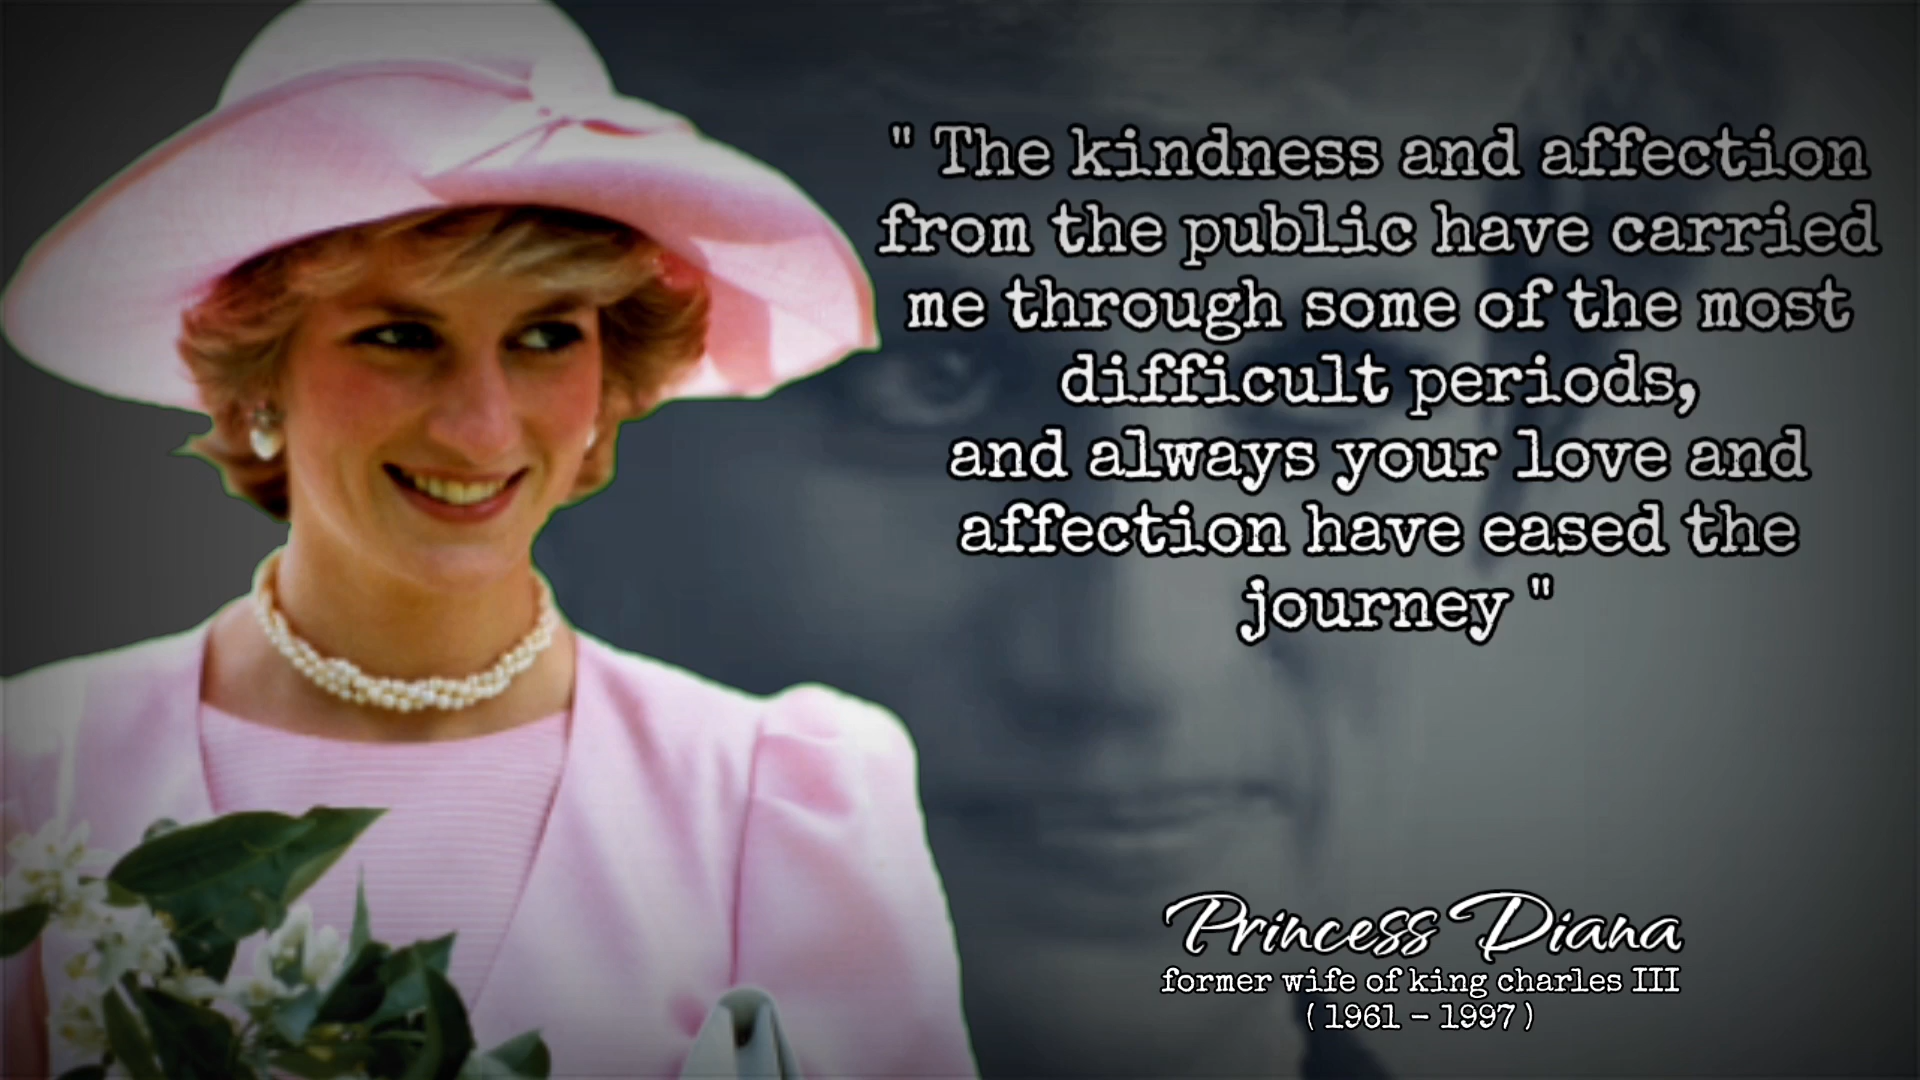 " The kindness and affection
from the public have carried
me through some of the most
difficult periods,
and always your love and
affection have eased the
journey "
Princess Diana
former wife of king charles III
( 1961 - 1997 )